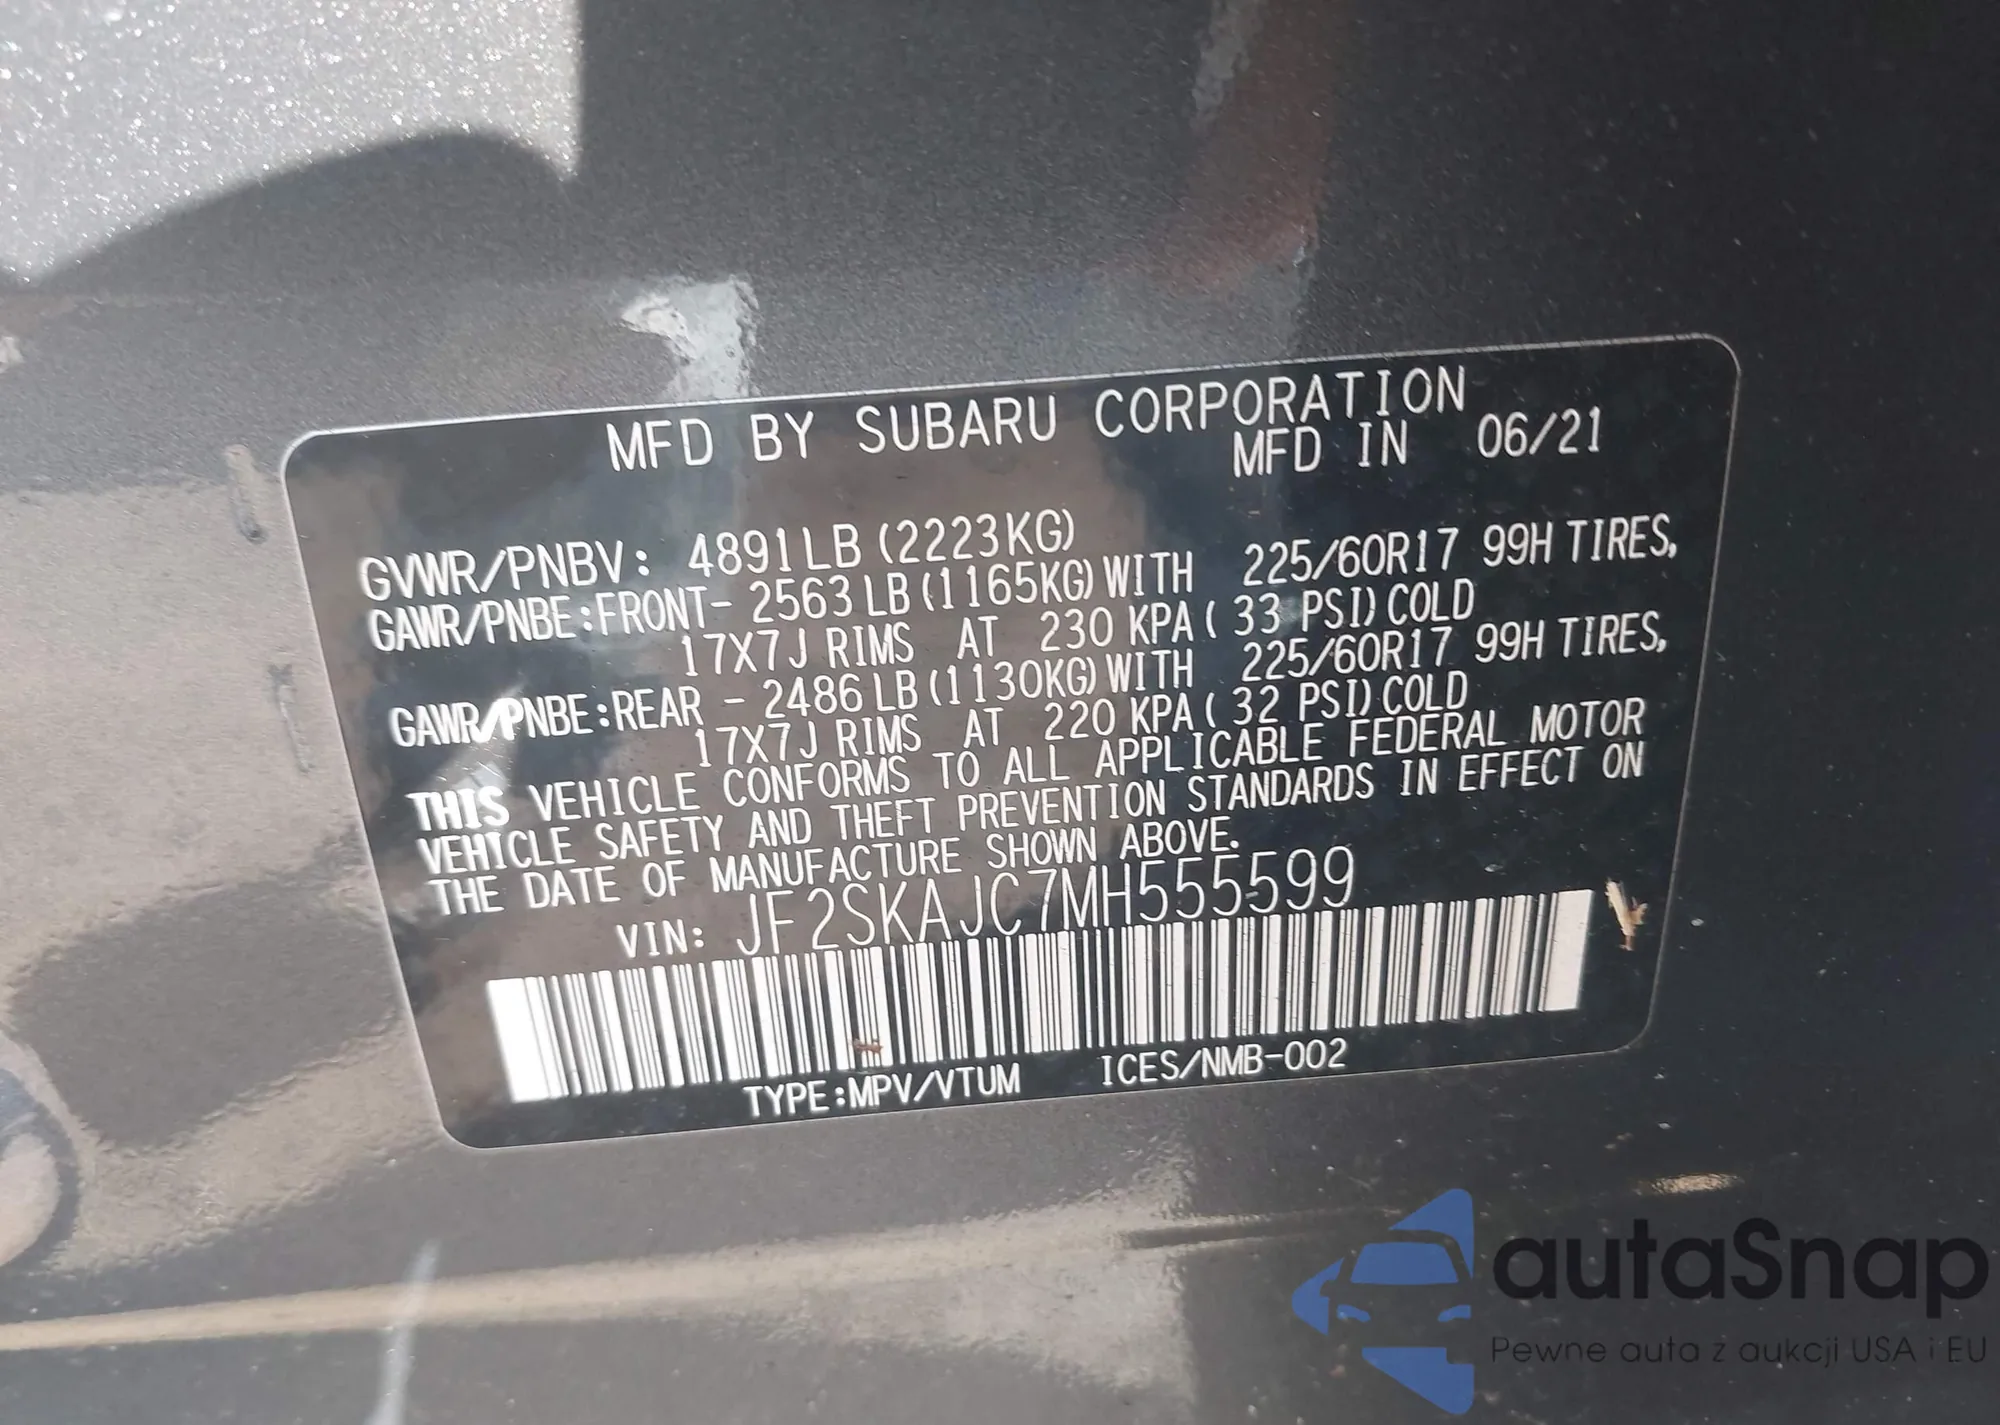 MFD BY SUBARU CORPORATION
MFD IN 06/21
GVWR/PNBV: 4891LB (2223KG)
GAWR/PNBE:FRONT- 2563LB (1165KG) WITH 225/60R17 99H TIRES,
17X7J RIMS AT 230 KPA ( 33 PSI) COLD
GAWR/PNBE:REAR - 2486LB (1130KG) WITH 225/60R17 99H TIRES,
17X7J RIMS AT 220 KPA ( 32 PSI) COLD
THIS VEHICLE CONFORMS TO ALL APPLICABLE FEDERAL MOTOR
VEHICLE SAFETY AND THEFT PREVENTION STANDARDS IN EFFECT ON
THE DATE OF MANUFACTURE SHOWN ABOVE.
VIN: JF2SKAJC7MH555599
TYPE:MPV/VTUM ICES/NMB-002
autaSnap
Pewne auta z aukcji USA i EU